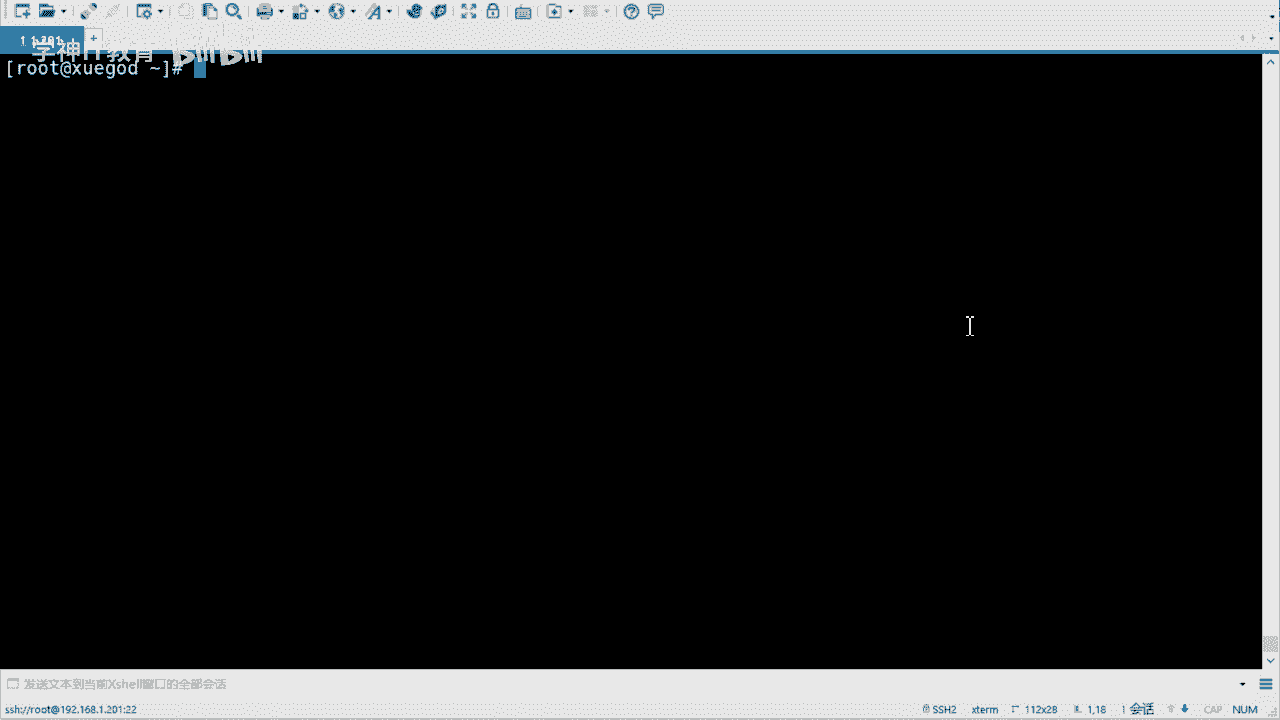 1 1.201
学神IT教育 bilibili
[root@xuegod ~]#
发送文本到当前Xshell窗口的全部会话
ssh://root@192.168.1.201:22
SSH2 xterm 112x28 1,18 1 会话 CAP NUM